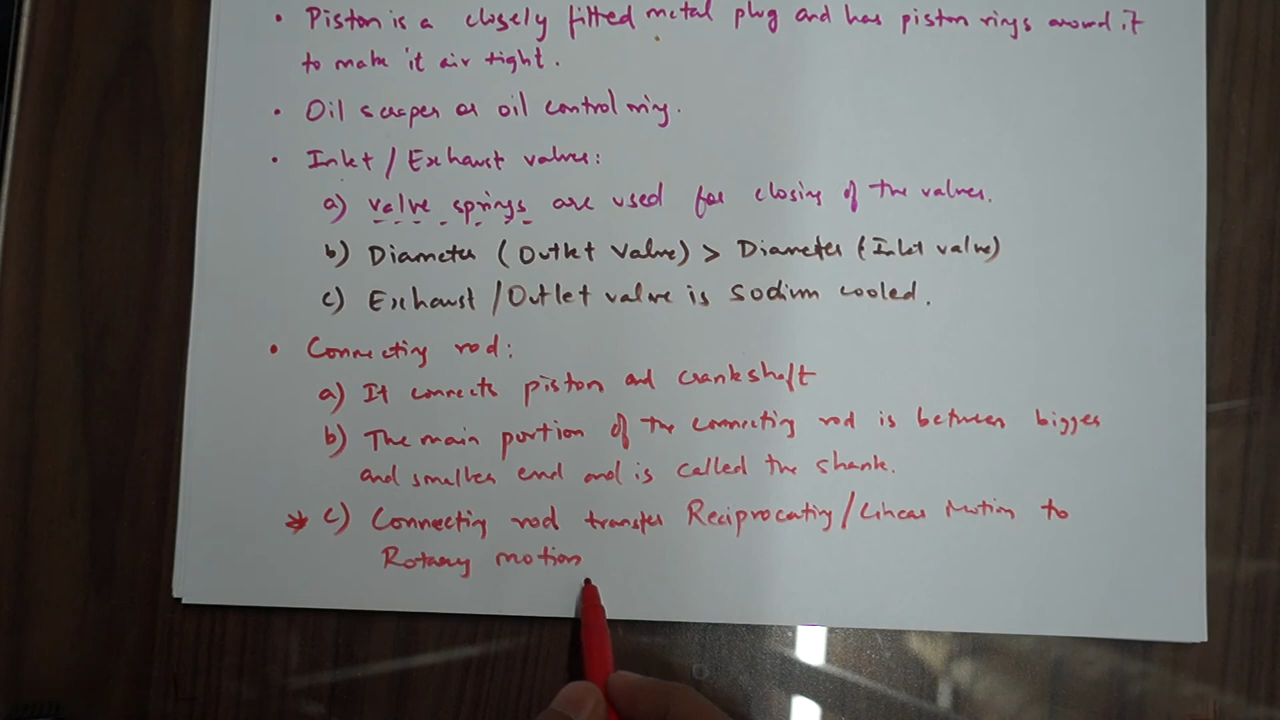 • Piston is a closely fitted metal plug and has piston rings around it
to make it air tight.
• Oil scraper or oil control ring.
• Inlet / Exhaust valves:
a) valve springs are used for closing of the valves.
b) Diameter (Outlet Valve) > Diameter (Inlet valve)
c) Exhaust /Outlet valve is Sodium cooled.
• Connecting rod:
a) It connects piston and crankshaft
b) The main portion of the connecting rod is between bigger
and smaller end and is called the shank.
* c) Connecting rod transfer Reciprocating/Linear Motion to
Rotary motion